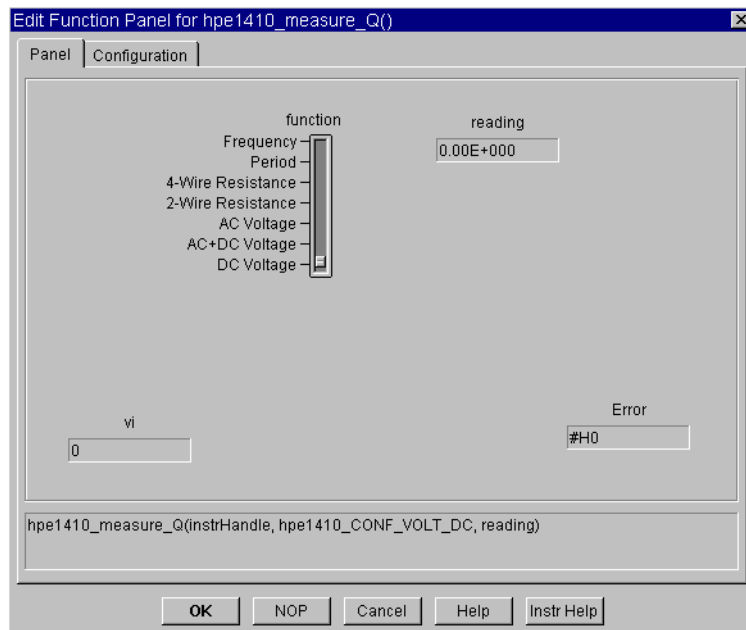 Edit Function Panel for hpe1410_measure_Q()
Panel Configuration
function
Frequency
Period
4-Wire Resistance
2-Wire Resistance
AC Voltage
AC+DC Voltage
DC Voltage
reading
0.00E+000
vi
0
Error
#H0
hpe1410_measure_Q(instrHandle, hpe1410_CONF_VOLT_DC, reading)
OK NOP Cancel Help Instr Help